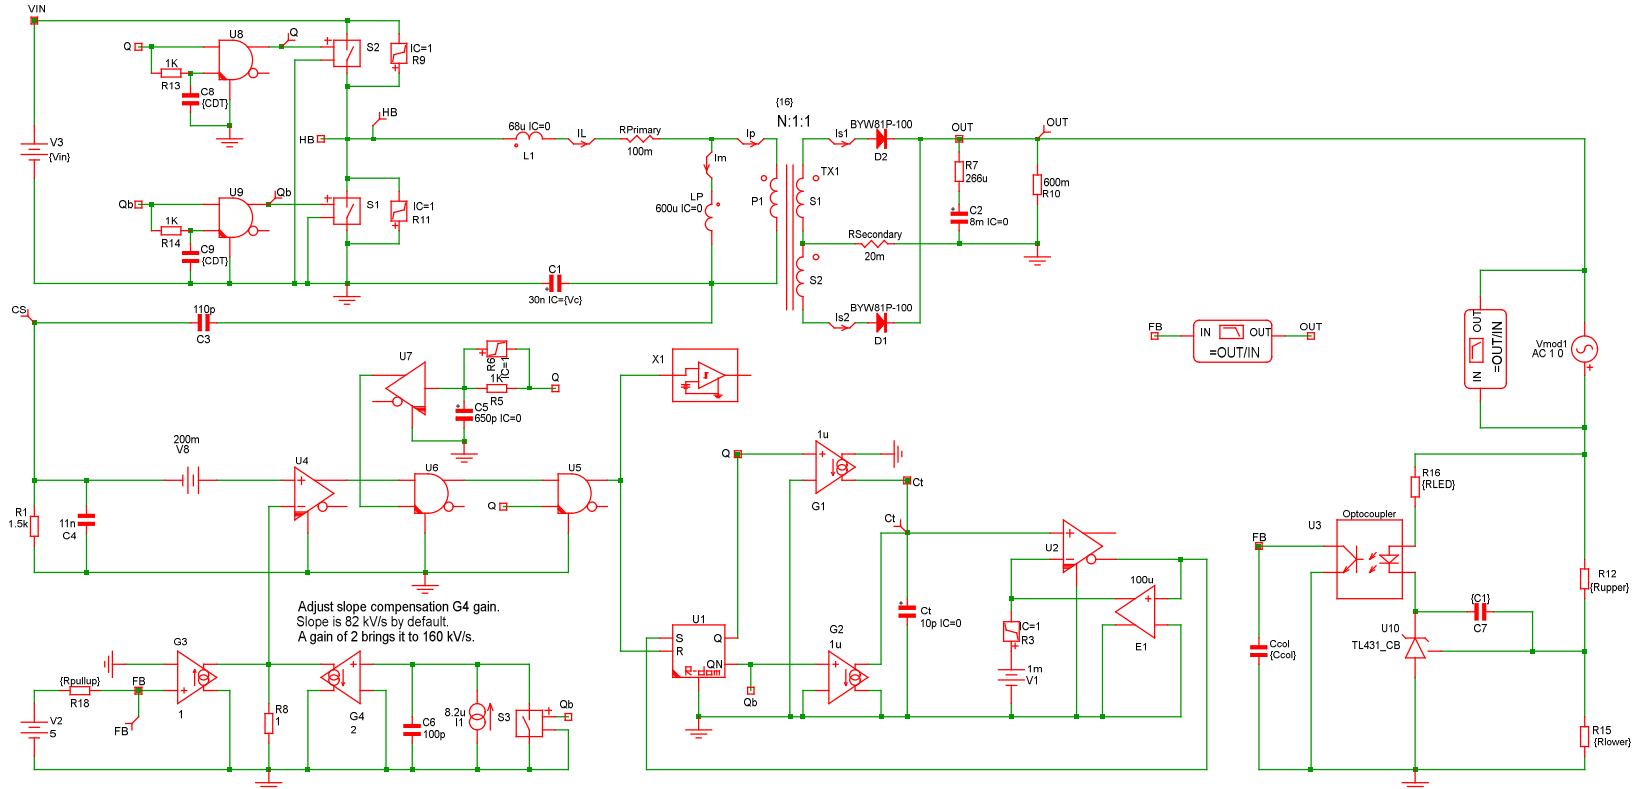 VIN
Q
U8
Q
1K
R13
C8
{CDT}
S2
IC=1
R9
V3
{Vin}
HB
HB
68u IC=0
L1
IL
RPrimary
100m
Im
LP
600u IC=0
Ip
{16}
N:1:1
P1
TX1
S1
S2
Is1
BYW81P-100
D2
OUT
OUT
R7
266u
600m
R10
C2
8m IC=0
RSecondary
20m
Is2
BYW81P-100
D1
Qb
U9
Qb
1K
R14
C9
{CDT}
S1
IC=1
R11
C1
30n IC={Vc}
CS
110p
C3
FB
IN
OUT
=OUT/IN
OUT
IN
OUT
=OUT/IN
Vmod1
AC 1 0
U7
R6
IC=1
1K
R5
Q
C5
650p IC=0
X1
200m
V8
U4
U6
U5
Q
R1
1.5k
11n
C4
Q
1u
G1
Ct
Ct
U2
100u
E1
Ct
10p IC=0
IC=1
R3
1m
V1
U1
S
R
Q
QN
R-dom
Qb
G2
1u
R16
{RLED}
Optocoupler
U3
FB
R12
{Rupper}
{C1}
C7
U10
TL431_CB
Ccol
{Ccol}
R15
{Rlower}
Adjust slope compensation G4 gain.
Slope is 82 kV/s by default.
A gain of 2 brings it to 160 kV/s.
G3
1
{Rpullup}
R18
FB
FB
V2
5
R8
1
G4
2
C6
100p
8.2u
I1
S3
Qb